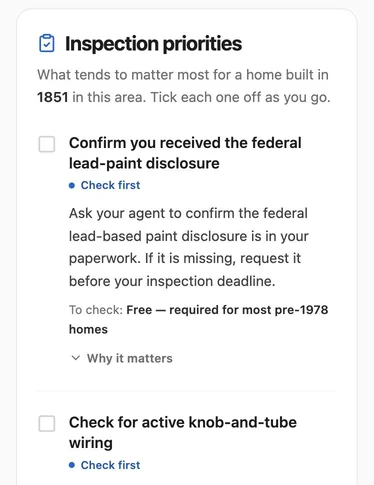 Inspection priorities
What tends to matter most for a home built in
1851 in this area. Tick each one off as you go.
Confirm you received the federal
lead-paint disclosure
Check first
Ask your agent to confirm the federal
lead-based paint disclosure is in your
paperwork. If it is missing, request it
before your inspection deadline.
To check: Free — required for most pre-1978
homes
Why it matters
Check for active knob-and-tube
wiring
Check first